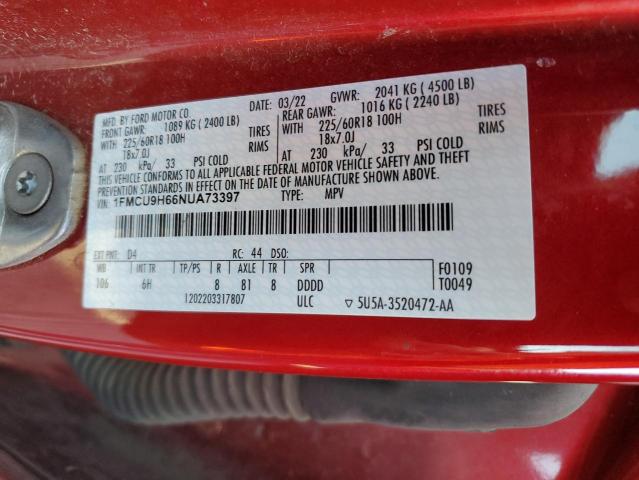 MFD. BY FORD MOTOR CO.
DATE: 03/22 GVWR: 2041 KG ( 4500 LB)
FRONT GAWR: 1089 KG ( 2400 LB) REAR GAWR: 1016 KG ( 2240 LB)
WITH 225/60R18 100H TIRES WITH 225/60R18 100H TIRES
18x7.0J RIMS 18x7.0J RIMS
AT 230 kPa/ 33 PSI COLD AT 230 kPa/ 33 PSI COLD
THIS VEHICLE CONFORMS TO ALL APPLICABLE FEDERAL MOTOR VEHICLE SAFETY AND THEFT
PREVENTION STANDARDS IN EFFECT ON THE DATE OF MANUFACTURE SHOWN ABOVE.
VIN: 1FMCU9H66NUA73397 TYPE: MPV
EXT PNT: D4 RC: 44 DSO:
WB INT TR TP/PS R AXLE TR SPR F0109
106 6H 8 81 8 DDDD T0049
1202203317807 ULC ▽ 5U5A-3520472-AA